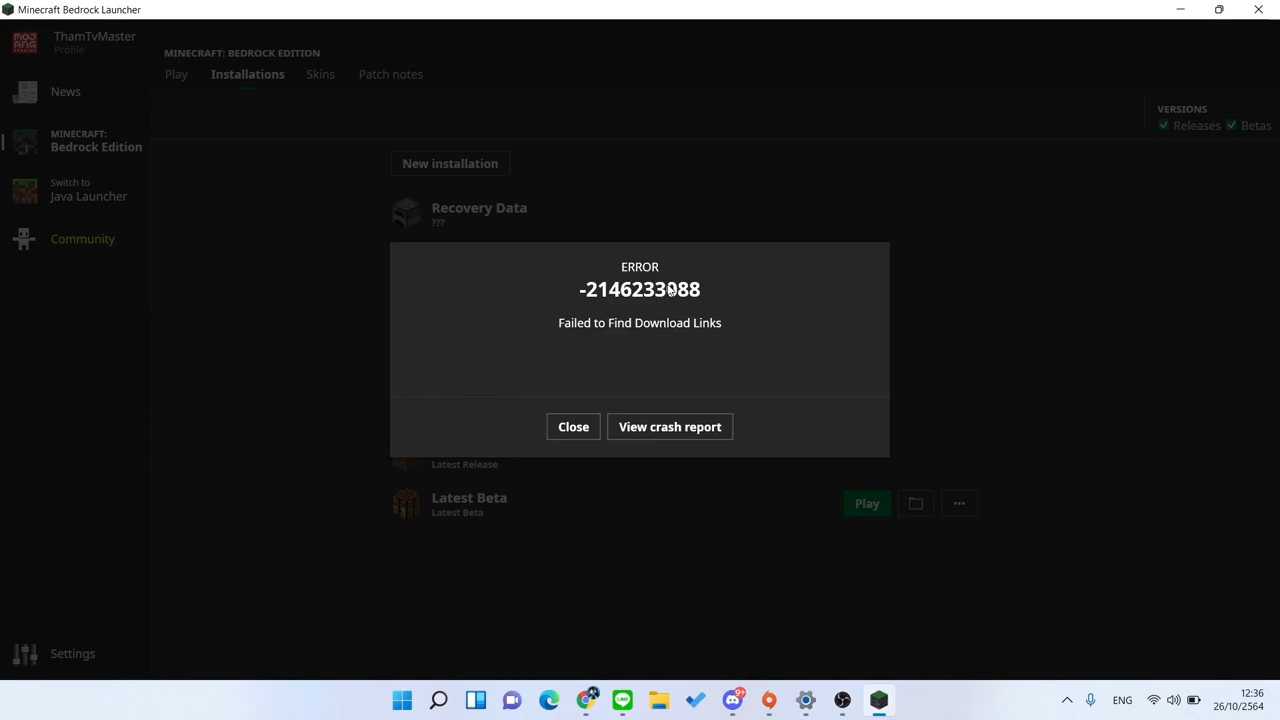 Minecraft Bedrock Launcher
ThamTvMaster
Profile
News
MINECRAFT:
Bedrock Edition
Switch to
Java Launcher
Community
Settings
MINECRAFT: BEDROCK EDITION
Play
Installations
Skins
Patch notes
VERSIONS
Releases
Betas
New installation
Recovery Data
???
ERROR
-2146233088
Failed to Find Download Links
Close
View crash report
Latest Release
Latest Beta
Latest Beta
Play
9+
ENG
12:36
26/10/2564